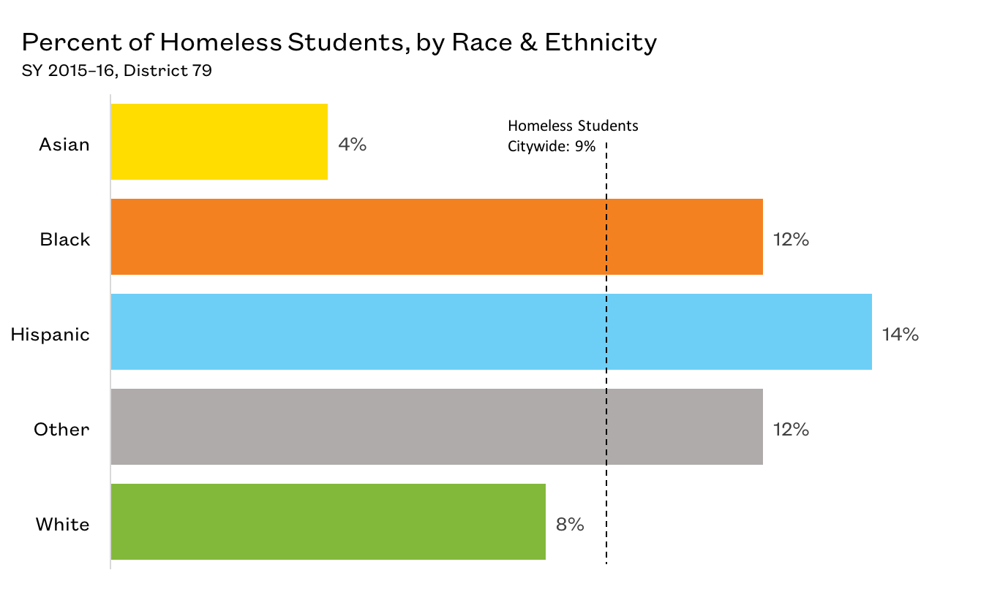 Percent of Homeless Students, by Race & Ethnicity
SY 2015–16, District 79
Homeless Students
Citywide: 9%
Asian 4%
Black 12%
Hispanic 14%
Other 12%
White 8%